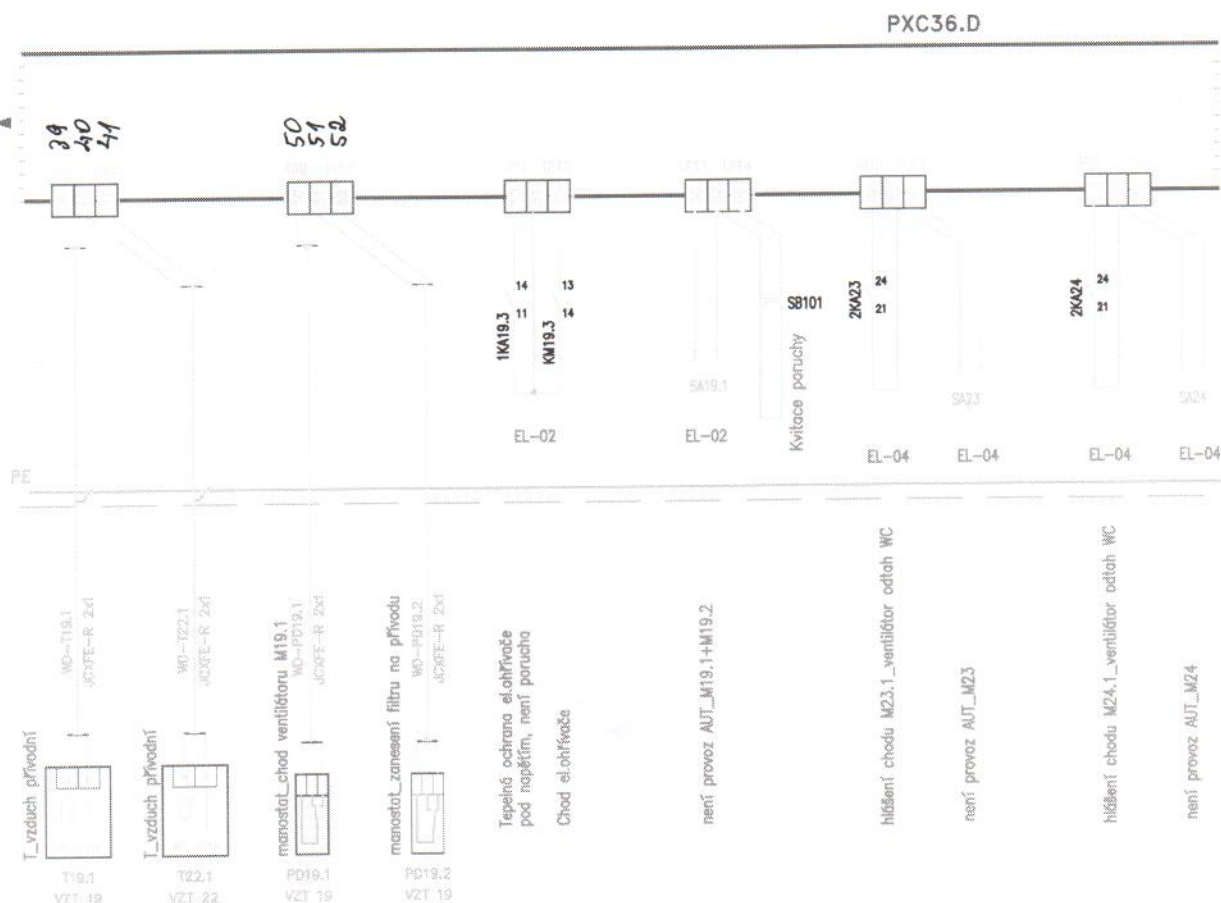 PXC36.D
39
40
41
50
51
52
14
11
1KA19.3
13
14
KM19.3
SB101
Kvitace poruchy
2KA23
24
21
2KA24
24
21
SA19.1
SA23
SA24
EL-02
EL-02
EL-04
EL-04
EL-04
EL-04
PE
T_vzduch přívodní
WD-T19.1
JCXFE-R 2x1
T_vzduch přívodní
WD-T22.1
JCXFE-R 2x1
manostat_chod ventilátoru M19.1
WD-PD19.1
JCXFE-R 2x1
manostat_zanesení filtru na přívodu
WD-PD19.2
JCXFE-R 2x1
Tepelná ochrana el.ohřívače
pod napětím, není porucha
Chod el.ohřívače
není provoz AUT_M19.1+M19.2
hlášení chodu M23.1_ventilátor odtah WC
není provoz AUT_M23
hlášení chodu M24.1_ventilátor odtah WC
není provoz AUT_M24
T19.1
VZT 19
T22.1
VZT 22
PD19.1
VZT 19
PD19.2
VZT 19